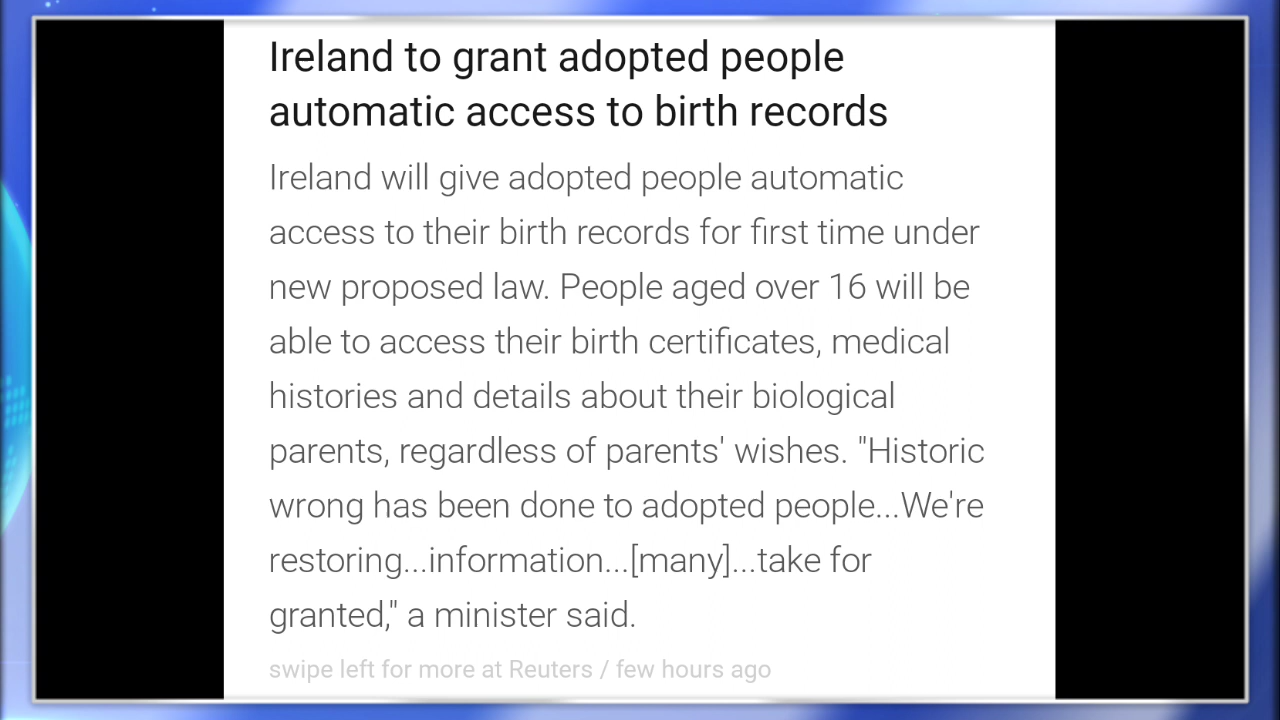 Ireland to grant adopted people
automatic access to birth records
Ireland will give adopted people automatic
access to their birth records for first time under
new proposed law. People aged over 16 will be
able to access their birth certificates, medical
histories and details about their biological
parents, regardless of parents' wishes. "Historic
wrong has been done to adopted people...We're
restoring...information...[many]...take for
granted," a minister said.
swipe left for more at Reuters / few hours ago